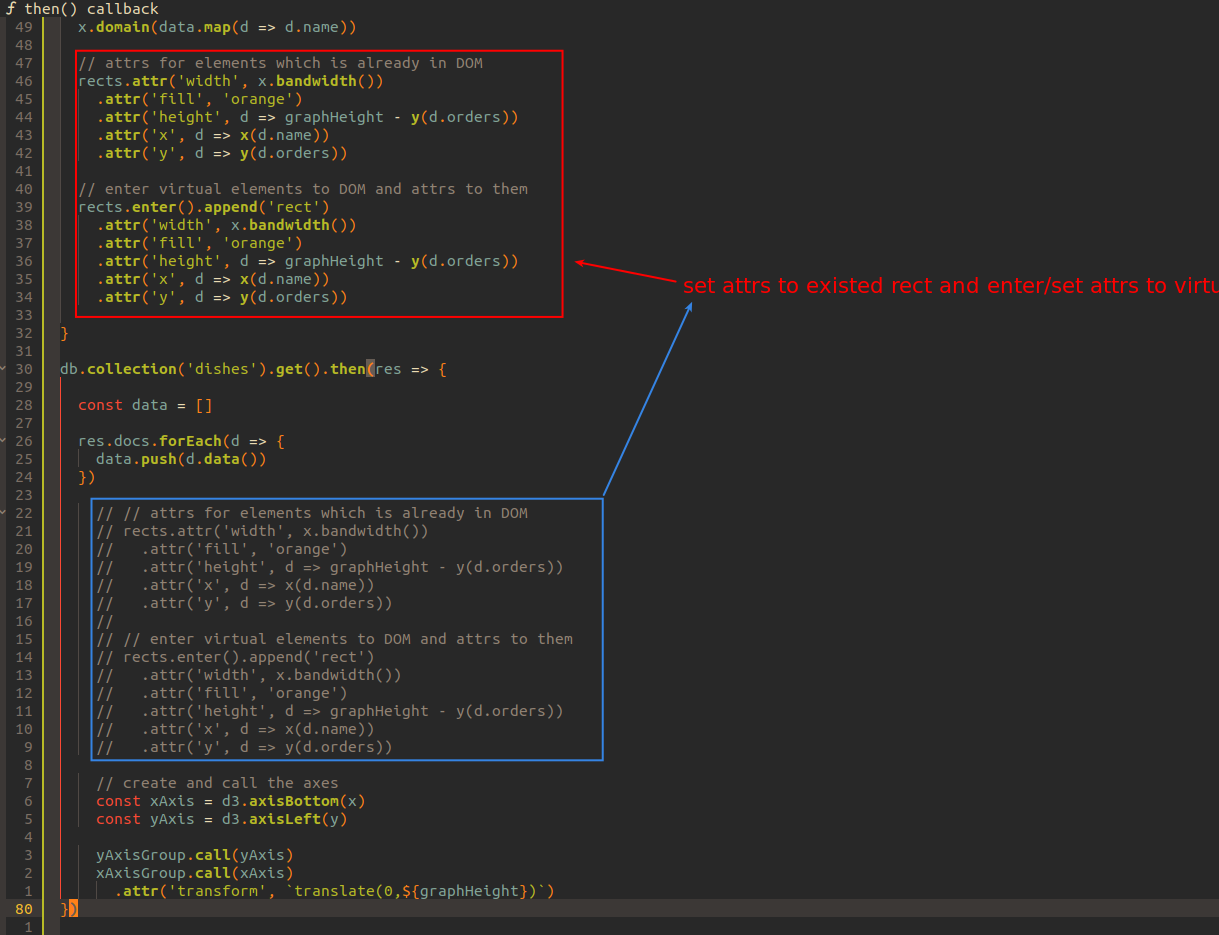 ƒ then() callback
49 x.domain(data.map(d => d.name))
48
47 // attrs for elements which is already in DOM
46 rects.attr('width', x.bandwidth())
45 .attr('fill', 'orange')
44 .attr('height', d => graphHeight - y(d.orders))
43 .attr('x', d => x(d.name))
42 .attr('y', d => y(d.orders))
41
40 // enter virtual elements to DOM and attrs to them
39 rects.enter().append('rect')
38 .attr('width', x.bandwidth())
37 .attr('fill', 'orange')
36 .attr('height', d => graphHeight - y(d.orders))
35 .attr('x', d => x(d.name))
set attrs to existed rect and enter/set attrs to virtu
34 .attr('y', d => y(d.orders))
33
32 }
31
30 db.collection('dishes').get().then(res => {
29
28 const data = []
27
26 res.docs.forEach(d => {
25 data.push(d.data())
24 })
23
22 // // attrs for elements which is already in DOM
21 // rects.attr('width', x.bandwidth())
20 // .attr('fill', 'orange')
19 // .attr('height', d => graphHeight - y(d.orders))
18 // .attr('x', d => x(d.name))
17 // .attr('y', d => y(d.orders))
16 //
15 // // enter virtual elements to DOM and attrs to them
14 // rects.enter().append('rect')
13 // .attr('width', x.bandwidth())
12 // .attr('fill', 'orange')
11 // .attr('height', d => graphHeight - y(d.orders))
10 // .attr('x', d => x(d.name))
9 // .attr('y', d => y(d.orders))
8
7 // create and call the axes
6 const xAxis = d3.axisBottom(x)
5 const yAxis = d3.axisLeft(y)
4
3 yAxisGroup.call(yAxis)
2 xAxisGroup.call(xAxis)
1 .attr('transform', `translate(0,${graphHeight})`)
80 })
1